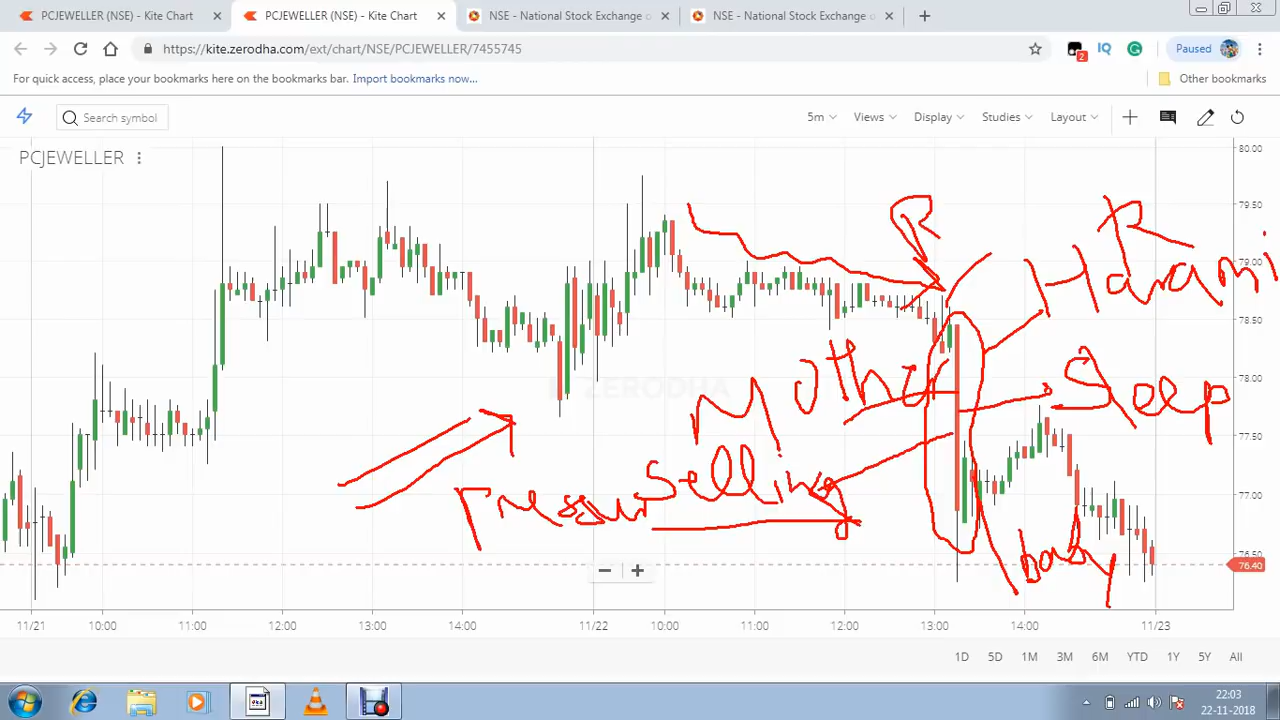 PCJEWELLER (NSE) - Kite Chart
PCJEWELLER (NSE) - Kite Chart
NSE - National Stock Exchange o
NSE - National Stock Exchange o
https://kite.zerodha.com/ext/chart/NSE/PCJEWELLER/7455745
2
IQ
G
Paused
For quick access, place your bookmarks here on the bookmarks bar. Import bookmarks now...
Other bookmarks
Search symbol
5m
Views
Display
Studies
Layout
PCJEWELLER
80.00
79.50
79.00
78.50
78.00
77.50
77.00
76.50
76.40
R
R
Harami
Mother
Sleep
Selling
baby
ZERODHA
11/21
10:00
11:00
12:00
13:00
14:00
11/22
10:00
11:00
12:00
13:00
14:00
11/23
1D
5D
1M
3M
6M
YTD
1Y
5Y
All
22:03
22-11-2018